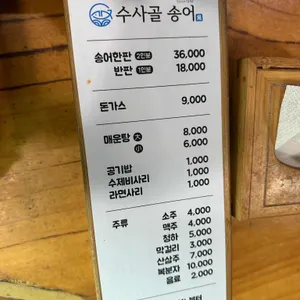 수사골 송어
송어한판 2인분 36,000
반판 1인분 18,000
돈가스 9,000
매운탕 大 8,000
小 6,000
공기밥 1,000
수제비사리 1,000
라면사리 1,000
주류 소주 4,000
맥주 4,000
청하 5,000
막걸리 3,000
산삼주 7,000
복분자 10,000
음료 2,000